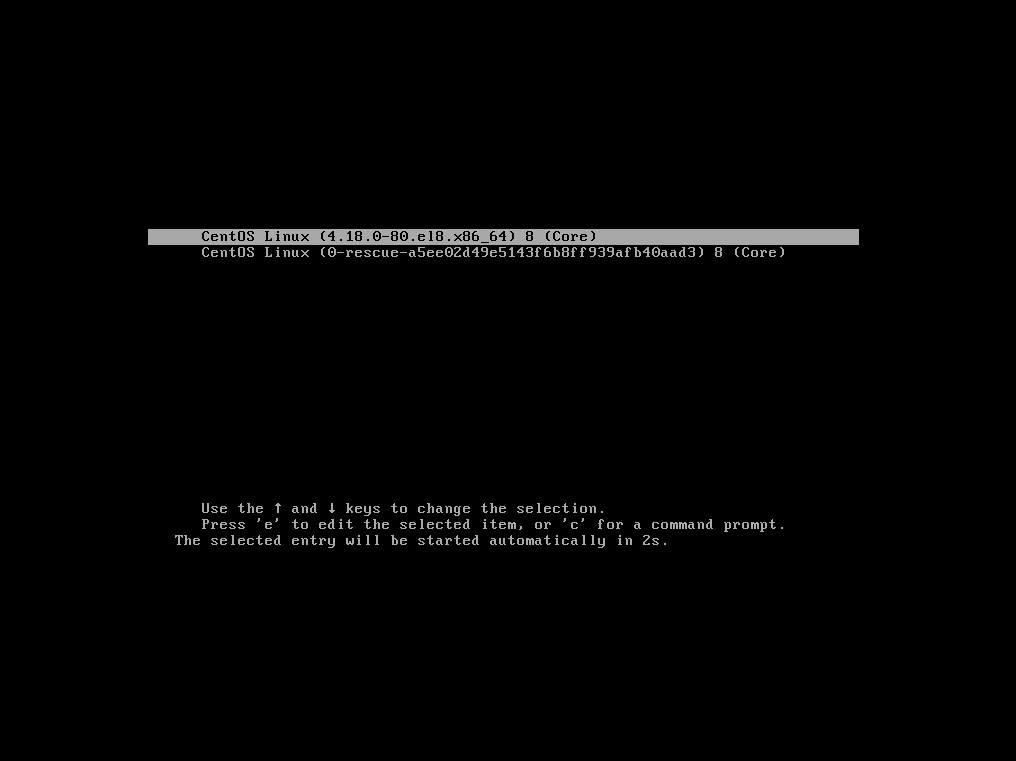 CentOS Linux (4.18.0-80.el8.x86_64) 8 (Core)
CentOS Linux (0-rescue-a5ee02d49e5143f6b8ff939afb40aad3) 8 (Core)
Use the ↑ and ↓ keys to change the selection.
Press 'e' to edit the selected item, or 'c' for a command prompt.
The selected entry will be started automatically in 2s.